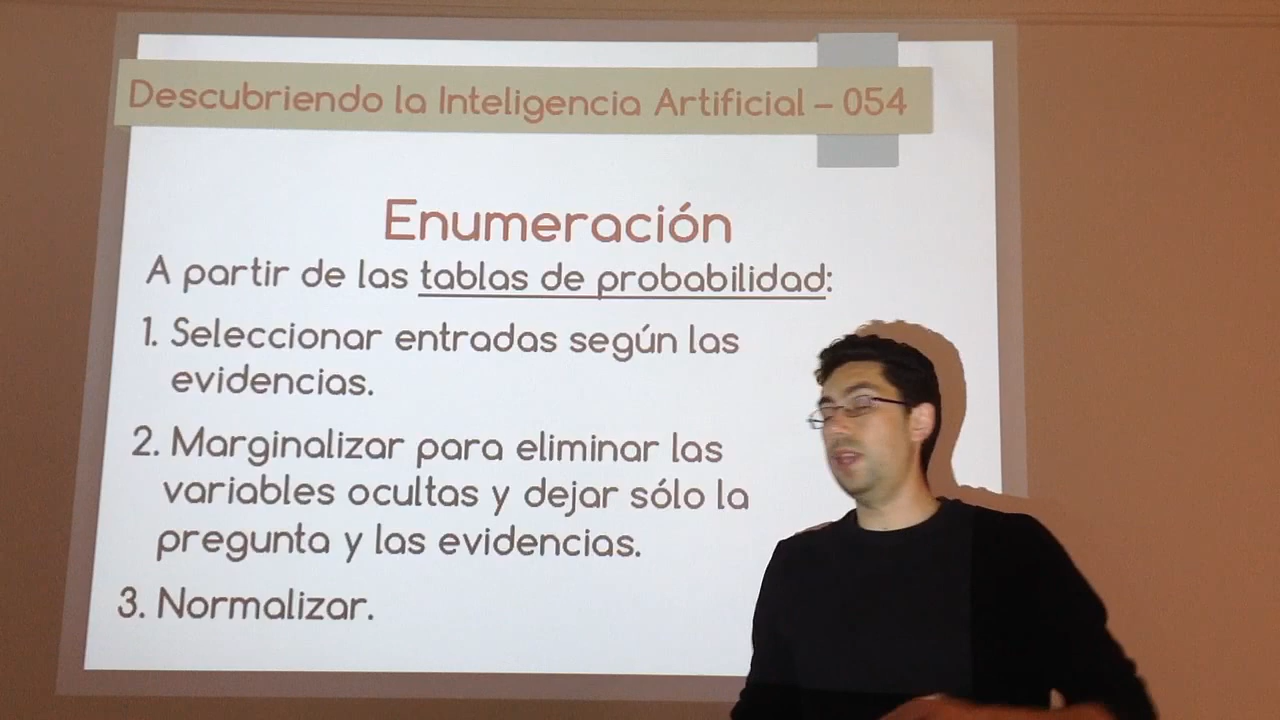 Descubriendo la Inteligencia Artificial – 054
Enumeración
A partir de las tablas de probabilidad:
1. Seleccionar entradas según las
evidencias.
2. Marginalizar para eliminar las
variables ocultas y dejar sólo la
pregunta y las evidencias.
3. Normalizar.